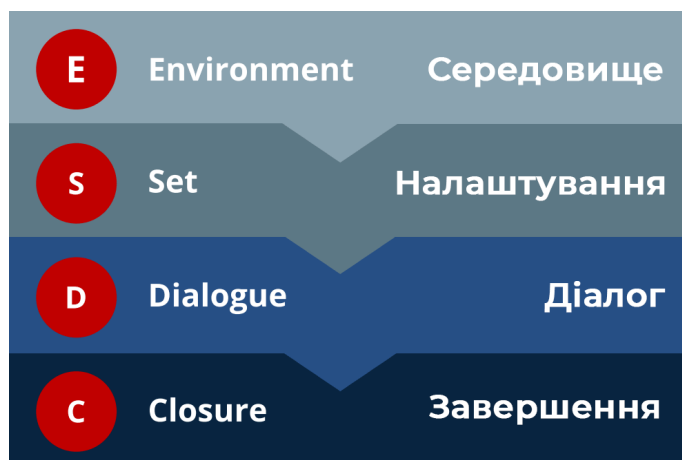 E Environment Середовище
S Set Налаштування
D Dialogue Діалог
C Closure Завершення